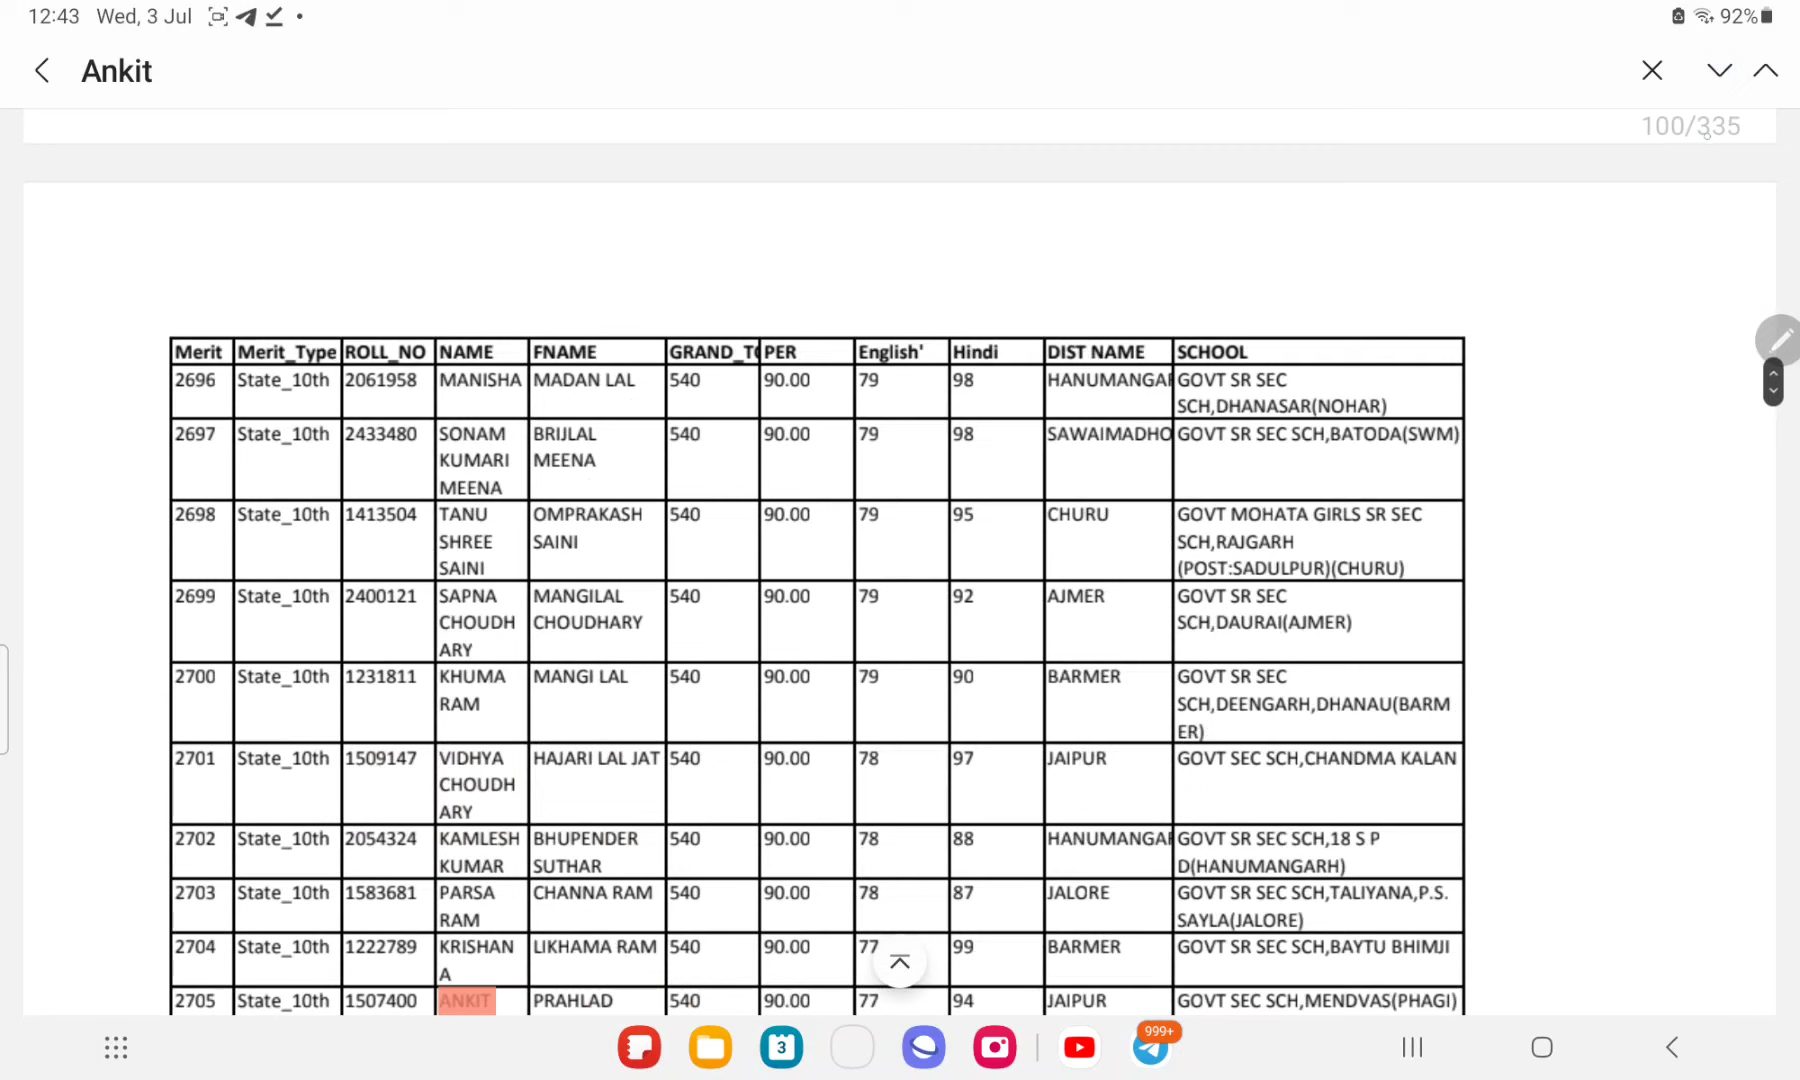 12:43 Wed, 3 Jul 92%
Ankit
100/335
Merit Merit_Type ROLL_NO NAME FNAME GRAND_TO PER English' Hindi DIST NAME SCHOOL
2696 State_10th 2061958 MANISHA MADAN LAL 540 90.00 79 98 HANUMANGAR GOVT SR SEC
SCH,DHANASAR(NOHAR)
2697 State_10th 2433480 SONAM BRIJLAL 540 90.00 79 98 SAWAIMADHO GOVT SR SEC SCH,BATODA(SWM)
KUMARI MEENA
MEENA
2698 State_10th 1413504 TANU OMPRAKASH 540 90.00 79 95 CHURU GOVT MOHATA GIRLS SR SEC
SHREE SAINI SCH,RAJGARH
SAINI (POST:SADULPUR)(CHURU)
2699 State_10th 2400121 SAPNA MANGILAL 540 90.00 79 92 AJMER GOVT SR SEC
CHOUDH CHOUDHARY SCH,DAURAI(AJMER)
ARY
2700 State_10th 1231811 KHUMA MANGI LAL 540 90.00 79 90 BARMER GOVT SR SEC
RAM SCH,DEENGARH,DHANAU(BARM
ER)
2701 State_10th 1509147 VIDHYA HAJARI LAL JAT 540 90.00 78 97 JAIPUR GOVT SEC SCH,CHANDMA KALAN
CHOUDH
ARY
2702 State_10th 2054324 KAMLESH BHUPENDER 540 90.00 78 88 HANUMANGAR GOVT SR SEC SCH,18 S P
KUMAR SUTHAR D(HANUMANGARH)
2703 State_10th 1583681 PARSA CHANNA RAM 540 90.00 78 87 JALORE GOVT SR SEC SCH,TALIYANA,P.S.
RAM SAYLA(JALORE)
2704 State_10th 1222789 KRISHAN LIKHAMA RAM 540 90.00 77 99 BARMER GOVT SR SEC SCH,BAYTU BHIMJI
A
2705 State_10th 1507400 ANKIT PRAHLAD 540 90.00 77 94 JAIPUR GOVT SEC SCH,MENDVAS(PHAGI)
3
999+